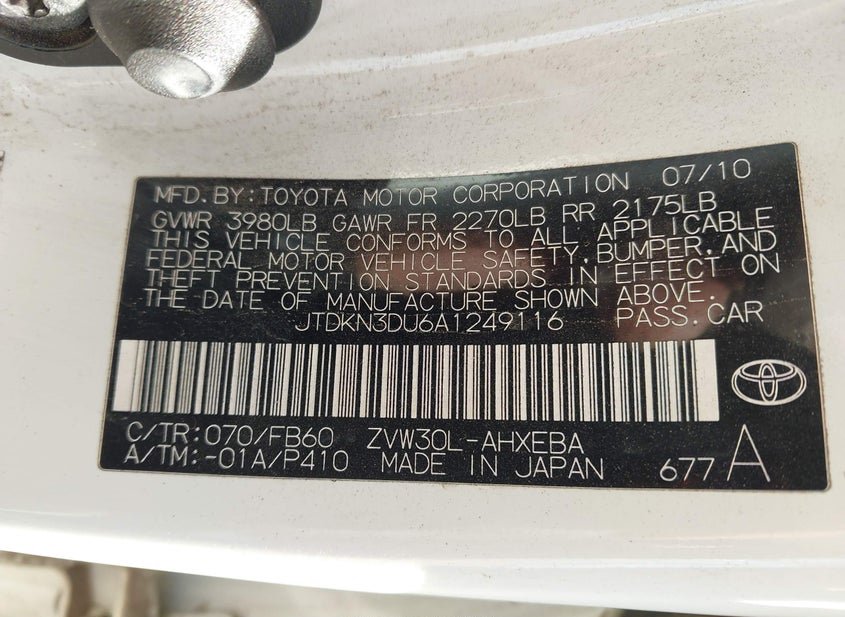 MFD. BY: TOYOTA MOTOR CORPORATION 07/10
GVWR 3980LB GAWR FR 2270LB RR 2175LB
THIS VEHICLE CONFORMS TO ALL APPLICABLE
FEDERAL MOTOR VEHICLE SAFETY, BUMPER, AND
THEFT PREVENTION STANDARDS IN EFFECT ON
THE DATE OF MANUFACTURE SHOWN ABOVE.
JTDKN3DU6A1249116 PASS. CAR
C/TR: 070/FB60 ZVW30L-AHXEBA
A/TM: -01A/P410 MADE IN JAPAN 677 A